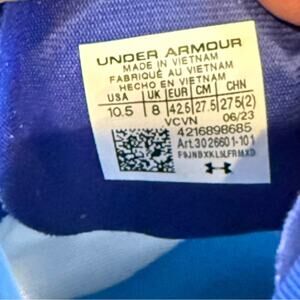 UNDER ARMOUR
MADE IN VIETNAM
FABRIQUÉ AU VIETNAM
HECHO EN VIETNAM
USA UK EUR CM CHN
10.5 8 42.5 27.5 275(2)
VCVN 06/23
4216898685
Art.3026601-101